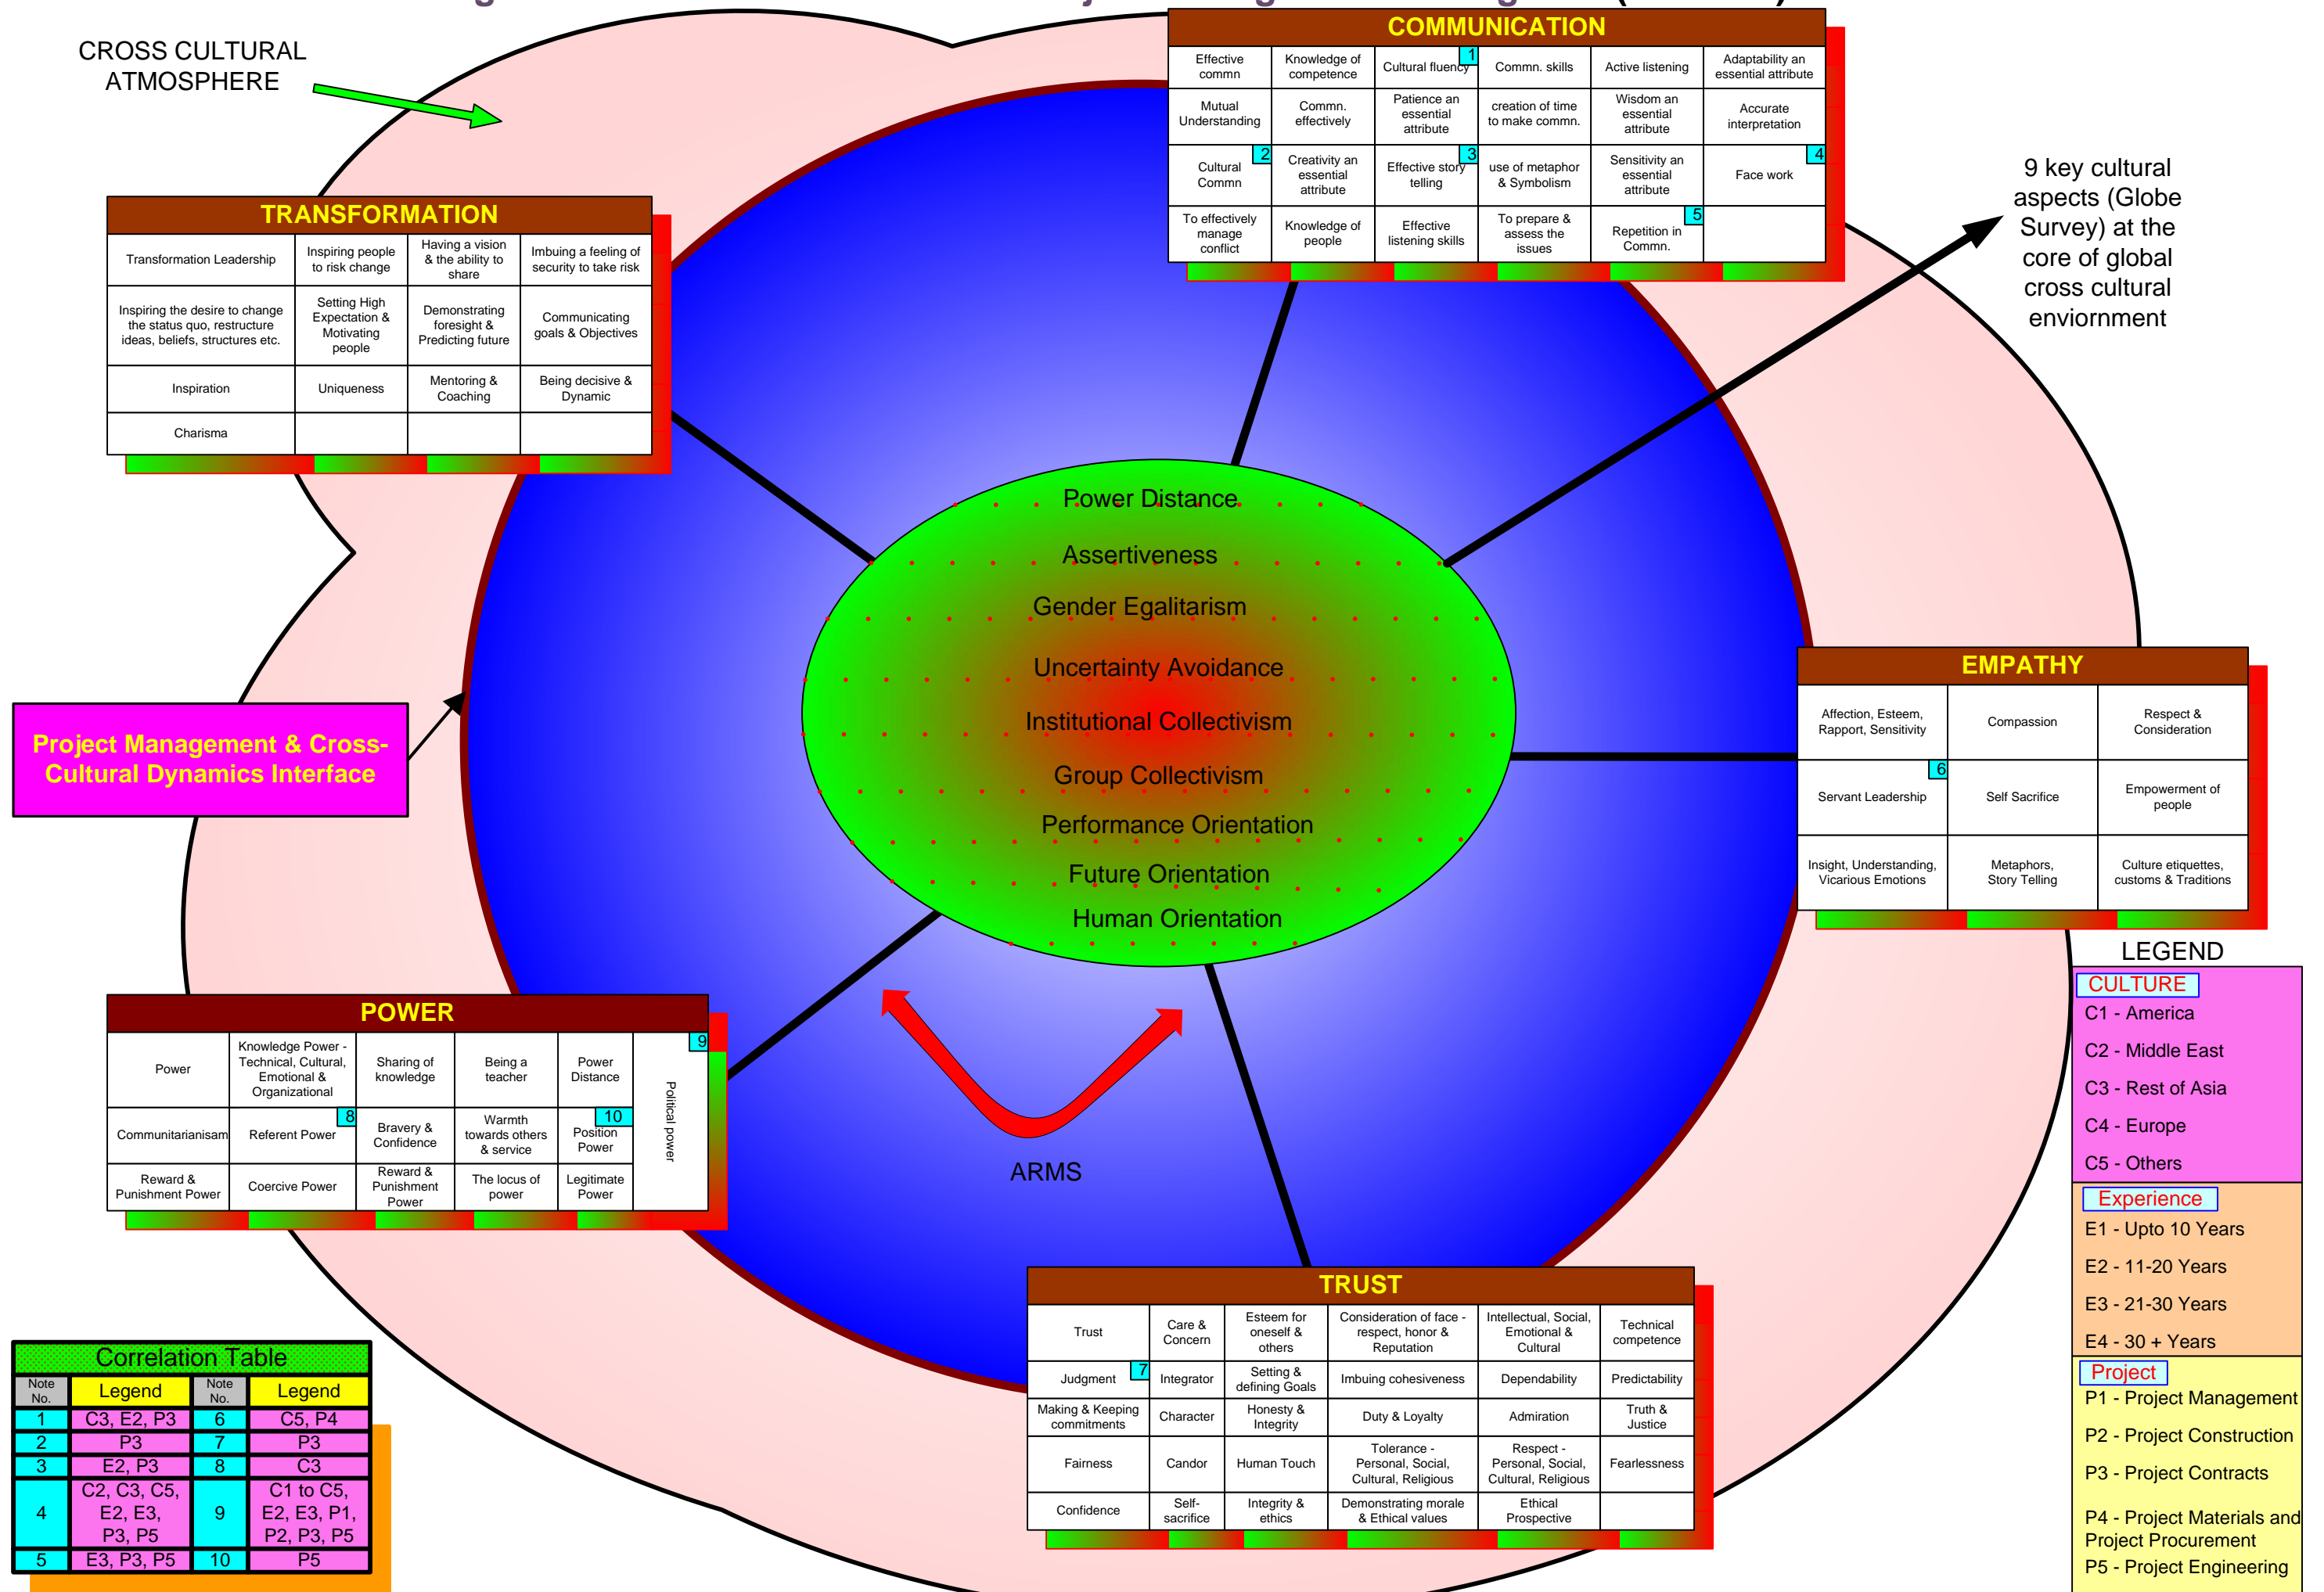 CROSS CULTURAL
ATMOSPHERE
COMMUNICATION
Effective
commn
Knowledge of
competence
Cultural fluency
1
Commn. skills
Active listening
Adaptability an
essential attribute
Mutual
Understanding
Commn.
effectively
Patience an
essential
attribute
creation of time
to make commn.
Wisdom an
essential
attribute
Accurate
interpretation
Cultural
Commn
2
Creativity an
essential
attribute
Effective story
telling
3
use of metaphor
& Symbolism
Sensitivity an
essential
attribute
Face work
4
To effectively
manage
conflict
Knowledge of
people
Effective
listening skills
To prepare &
assess the
issues
Repetition in
Commn.
5
9 key cultural
aspects (Globe
Survey) at the
core of global
cross cultural
enviornment
TRANSFORMATION
Transformation Leadership
Inspiring people
to risk change
Having a vision
& the ability to
share
Imbuing a feeling of
security to take risk
Inspiring the desire to change
the status quo, restructure
ideas, beliefs, structures etc.
Setting High
Expectation &
Motivating
people
Demonstrating
foresight &
Predicting future
Communicating
goals & Objectives
Inspiration
Uniqueness
Mentoring &
Coaching
Being decisive &
Dynamic
Charisma
Power Distance
Assertiveness
Gender Egalitarism
Uncertainty Avoidance
Institutional Collectivism
Group Collectivism
Performance Orientation
Future Orientation
Human Orientation
Project Management & Cross-
Cultural Dynamics Interface
EMPATHY
Affection, Esteem,
Rapport, Sensitivity
Compassion
Respect &
Consideration
Servant Leadership
6
Self Sacrifice
Empowerment of
people
Insight, Understanding,
Vicarious Emotions
Metaphors,
Story Telling
Culture etiquettes,
customs & Traditions
POWER
Power
Knowledge Power -
Technical, Cultural,
Emotional &
Organizational
Sharing of
knowledge
Being a
teacher
Power
Distance
Political power
9
Communitarianisam
Referent Power
8
Bravery &
Confidence
Warmth
towards others
& service
Position
Power
10
Reward &
Punishment Power
Coercive Power
Reward &
Punishment
Power
The locus of
power
Legitimate
Power
ARMS
TRUST
Trust
Care &
Concern
Esteem for
oneself &
others
Consideration of face -
respect, honor &
Reputation
Intellectual, Social,
Emotional &
Cultural
Technical
competence
Judgment
7
Integrator
Setting &
defining Goals
Imbuing cohesiveness
Dependability
Predictability
Making & Keeping
commitments
Character
Honesty &
Integrity
Duty & Loyalty
Admiration
Truth &
Justice
Fairness
Candor
Human Touch
Tolerance -
Personal, Social,
Cultural, Religious
Respect -
Personal, Social,
Cultural, Religious
Fearlessness
Confidence
Self-
sacrifice
Integrity &
ethics
Demonstrating morale
& Ethical values
Ethical
Prospective
Correlation Table
Note
No.
Legend
Note
No.
Legend
1
C3, E2, P3
6
C5, P4
2
P3
7
P3
3
E2, P3
8
C3
4
C2, C3, C5,
E2, E3,
P3, P5
9
C1 to C5,
E2, E3, P1,
P2, P3, P5
5
E3, P3, P5
10
P5
LEGEND
CULTURE
C1 - America
C2 - Middle East
C3 - Rest of Asia
C4 - Europe
C5 - Others
Experience
E1 - Upto 10 Years
E2 - 11-20 Years
E3 - 21-30 Years
E4 - 30 + Years
Project
P1 - Project Management
P2 - Project Construction
P3 - Project Contracts
P4 - Project Materials and
Project Procurement
P5 - Project Engineering